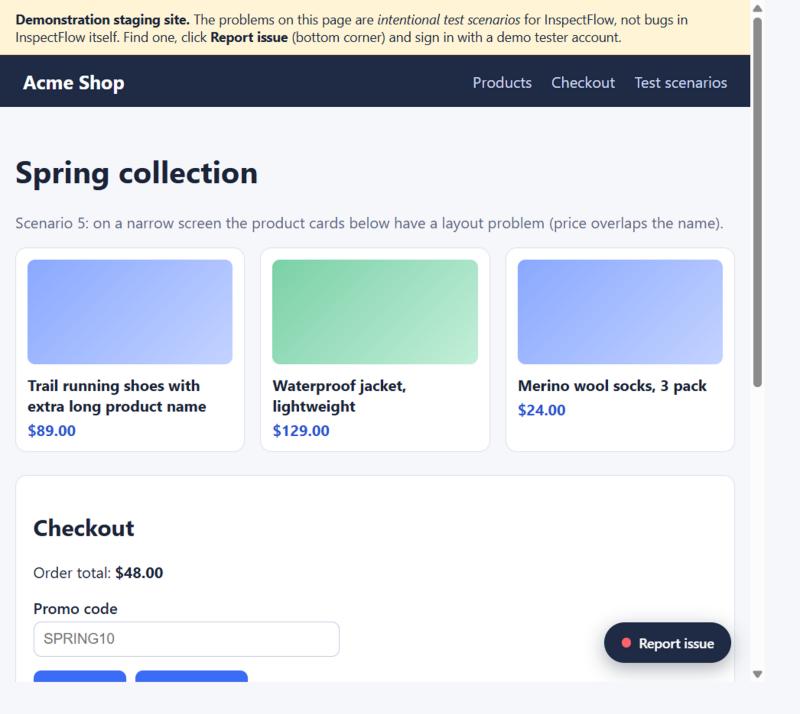 Demonstration staging site. The problems on this page are intentional test scenarios for InspectFlow, not bugs in
InspectFlow itself. Find one, click Report issue (bottom corner) and sign in with a demo tester account.
Acme Shop
Products
Checkout
Test scenarios
Spring collection
Scenario 5: on a narrow screen the product cards below have a layout problem (price overlaps the name).
Trail running shoes with
extra long product name
$89.00
Waterproof jacket,
lightweight
$129.00
Merino wool socks, 3 pack
$24.00
Checkout
Order total: $48.00
Promo code
SPRING10
Report issue